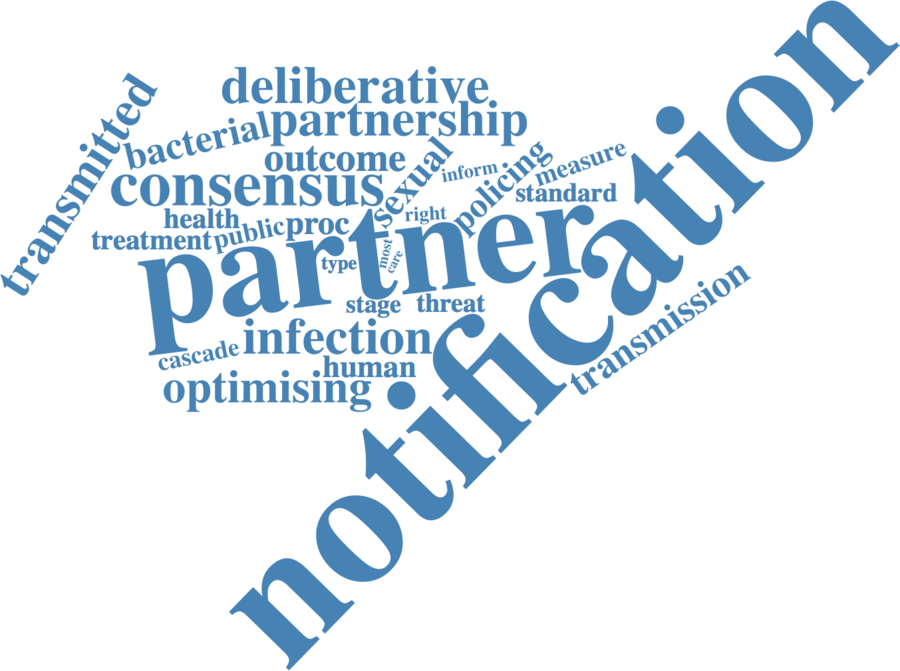 deliberative
transmitted
bacterial
partnership
outcome
consensus
sexual
inform
policing
measure
standard
health
right
treatment
public
proc
partner
type
most
care
stage
threat
notification
transmission
infection
cascade
human
optimising